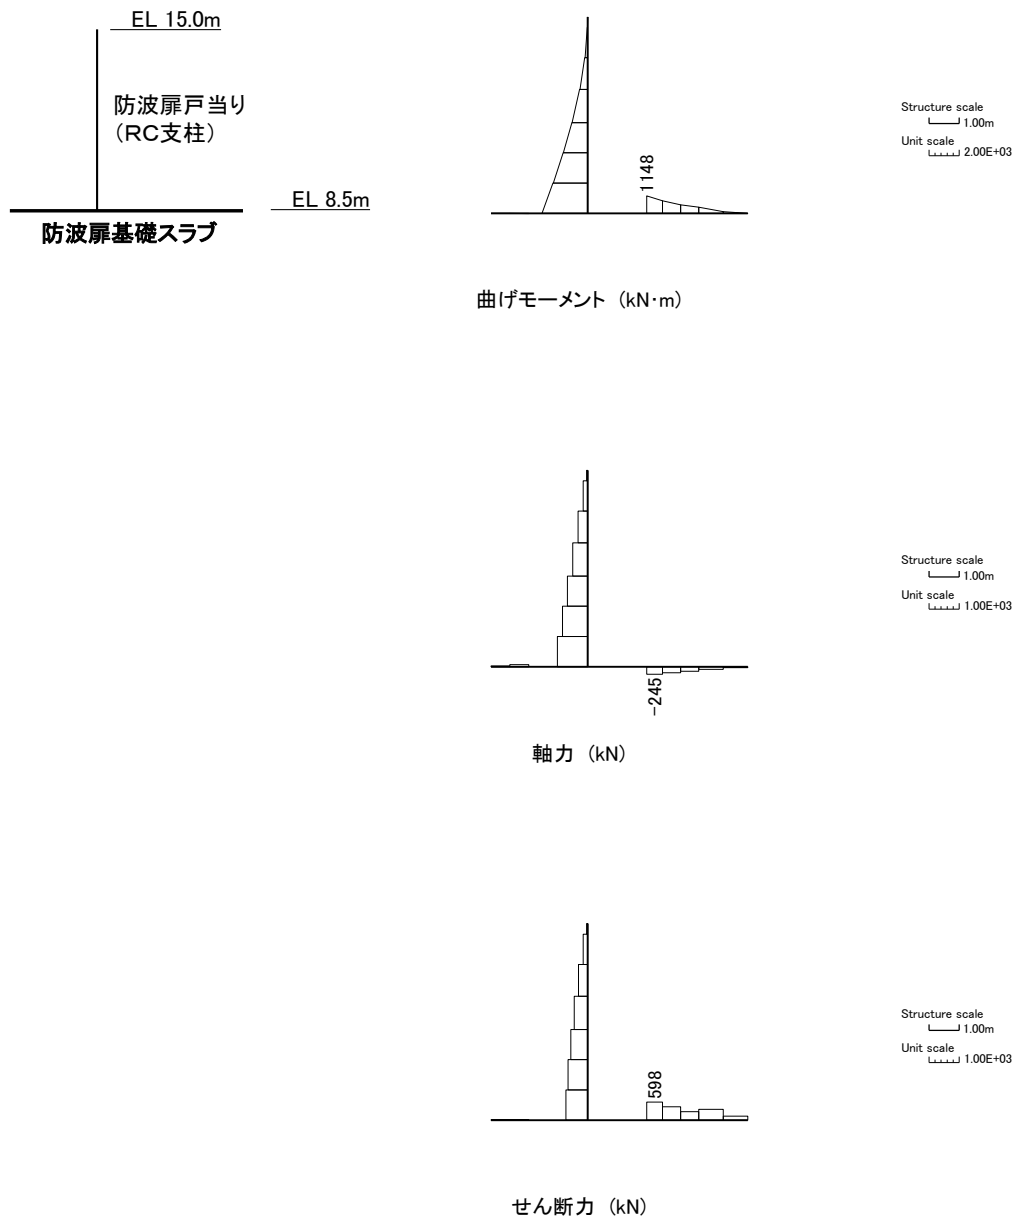 EL 15.0m
防波扉戸当り
（RC支柱）
EL 8.5m
防波扉基礎スラブ
1148
Structure scale
1.00m
Unit scale
2.00E+03
曲げモーメント (kN・m)
-245
Structure scale
1.00m
Unit scale
1.00E+03
軸力 (kN)
598
Structure scale
1.00m
Unit scale
1.00E+03
せん断力 (kN)